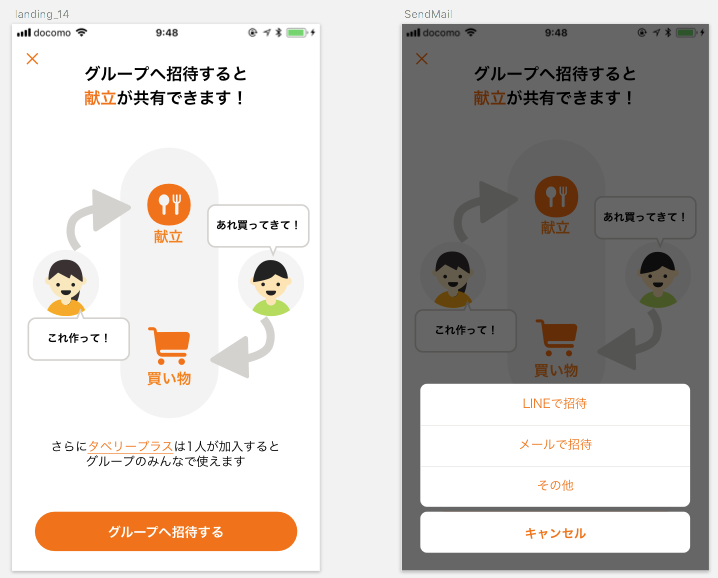 landing_14
docomo 9:48
グループへ招待すると
献立が共有できます！
献立
あれ買ってきて！
これ作って！
買い物
さらにタベリープラスは1人が加入すると
グループのみんなで使えます
グループへ招待する
SendMail
docomo 9:48
グループへ招待すると
献立が共有できます！
献立
あれ買ってきて！
これ作って！
買い物
LINEで招待
メールで招待
その他
キャンセル